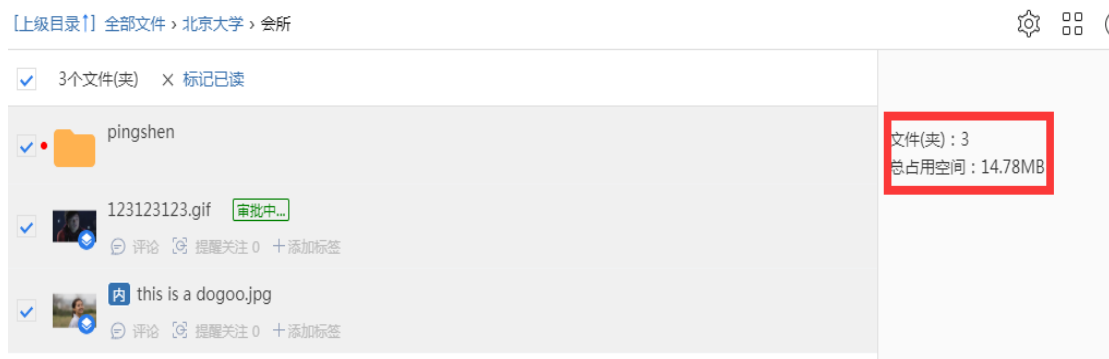 [上级目录↑] 全部文件 › 北京大学 › 会所
3个文件(夹) × 标记已读
pingshen
文件(夹)：3
总占用空间：14.78MB
123123123.gif 审批中...
评论 提醒关注 0 +添加标签
内 this is a dogoo.jpg
评论 提醒关注 0 +添加标签